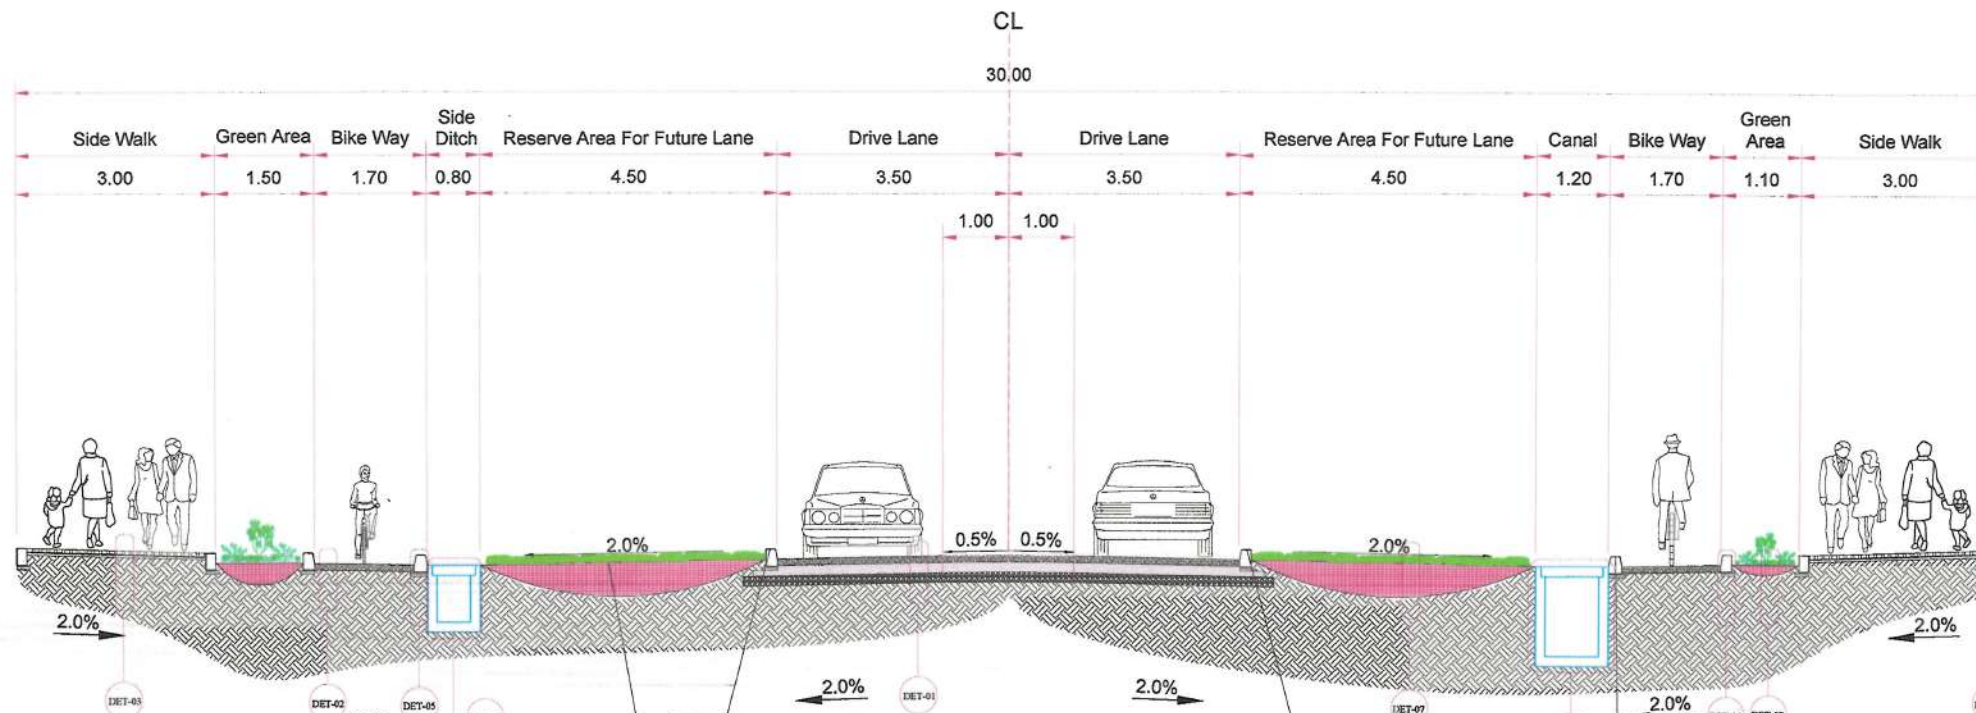 CL
30.00
Side Walk
Green Area
Bike Way
Side
Ditch
Reserve Area For Future Lane
Drive Lane
Drive Lane
Reserve Area For Future Lane
Canal
Bike Way
Green
Area
Side Walk
3.00
1.50
1.70
0.80
4.50
3.50
3.50
4.50
1.20
1.70
1.10
3.00
1.00
1.00
2.0%
0.5%
0.5%
2.0%
2.0%
2.0%
2.0%
2.0%
2.0%
DET-03
DET-02
DET-05
DET-01
DET-07